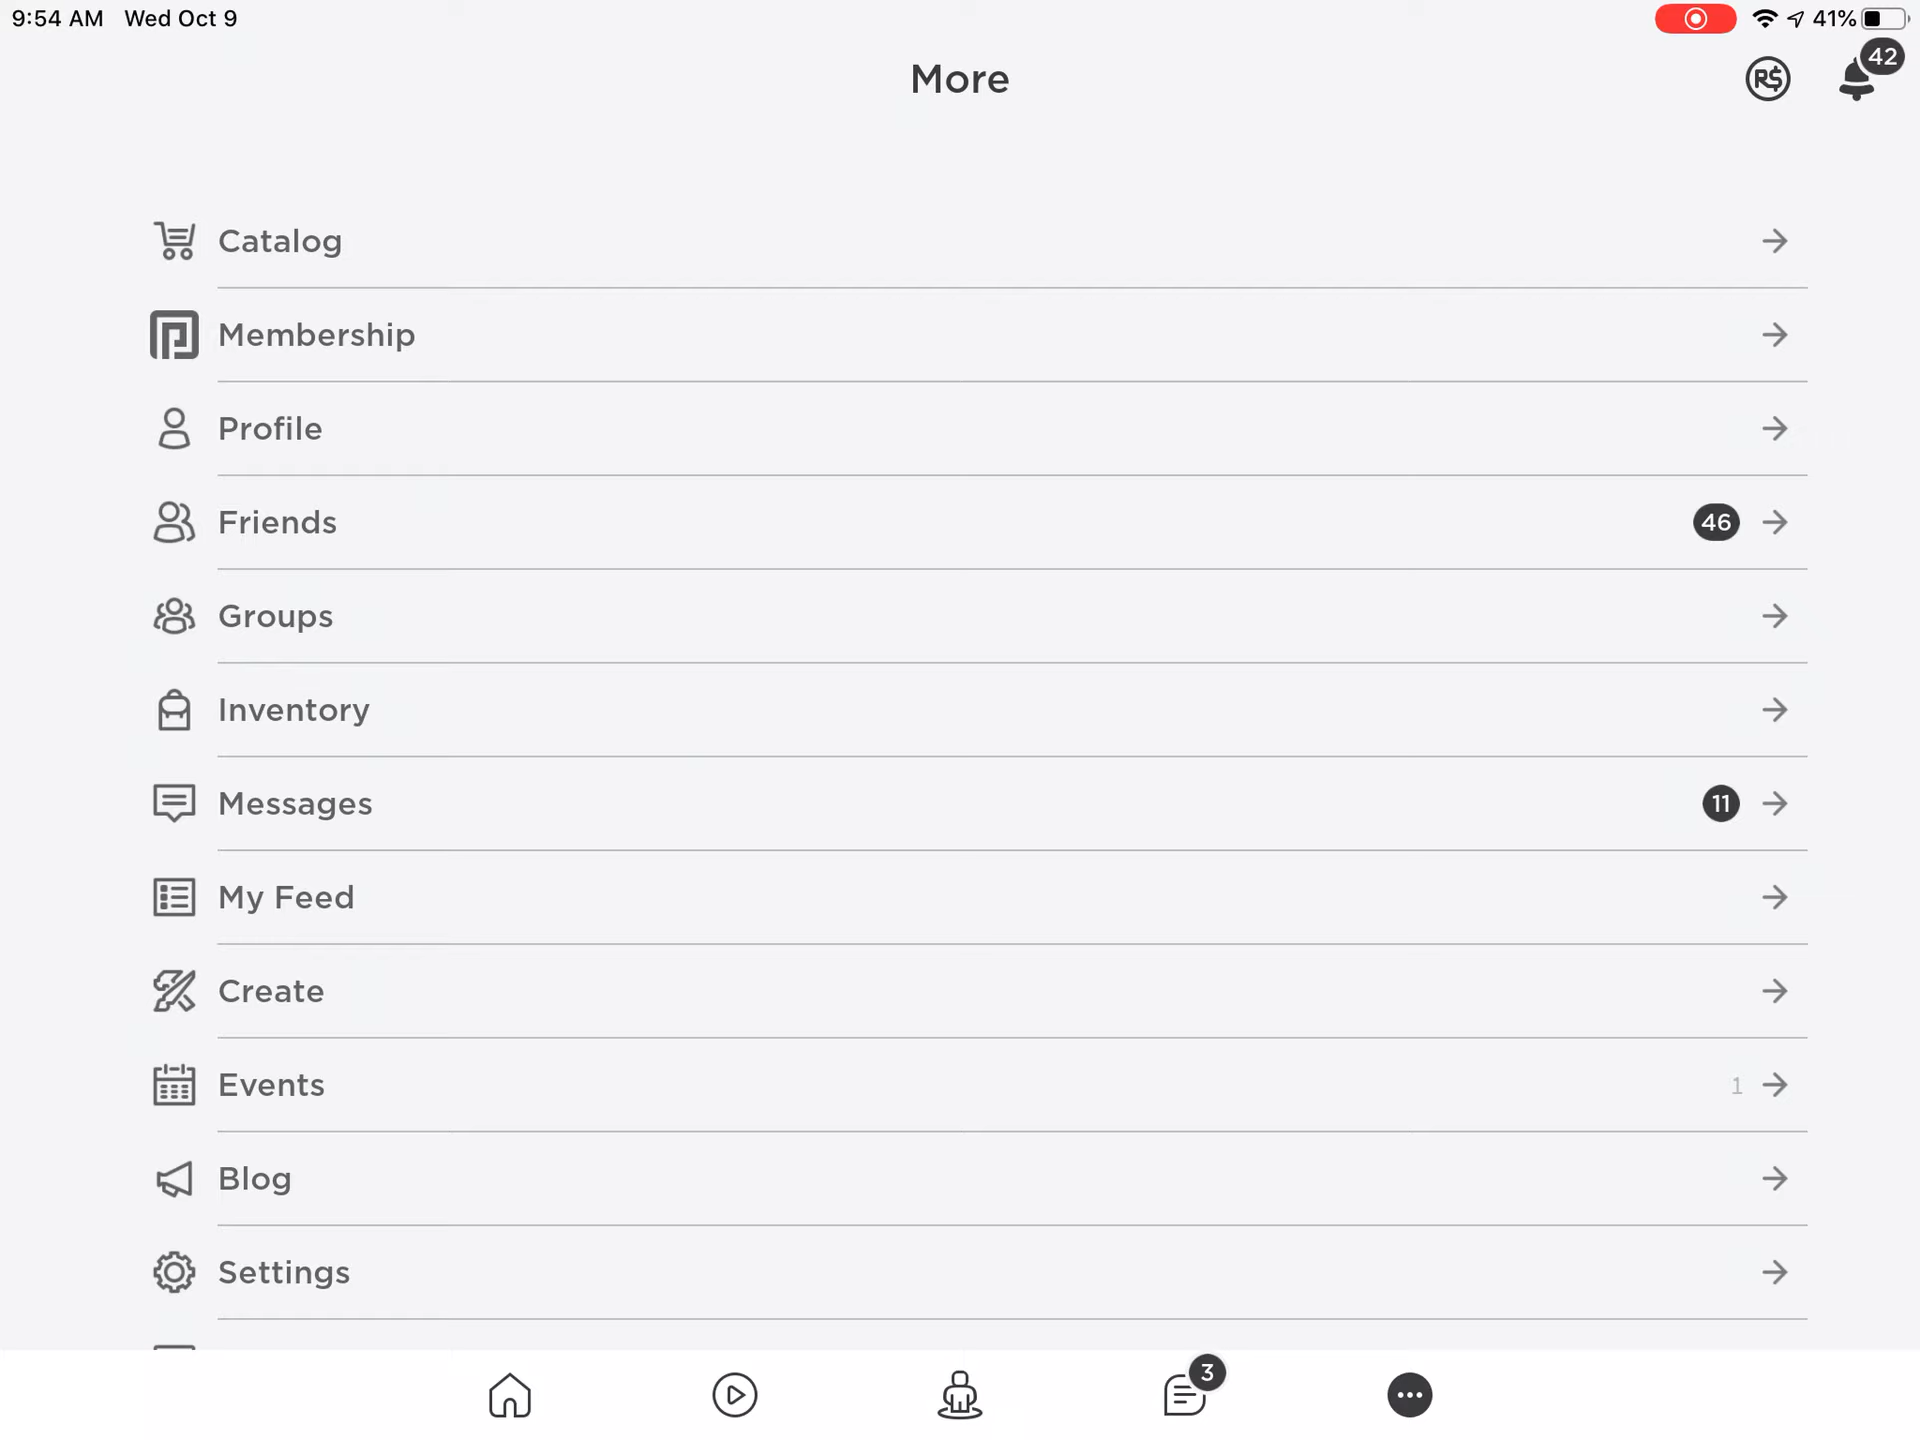 9:54 AM Wed Oct 9 41%
More
R$ 42
Catalog
Membership
Profile
Friends 46
Groups
Inventory
Messages 11
My Feed
Create
Events 1
Blog
Settings
3